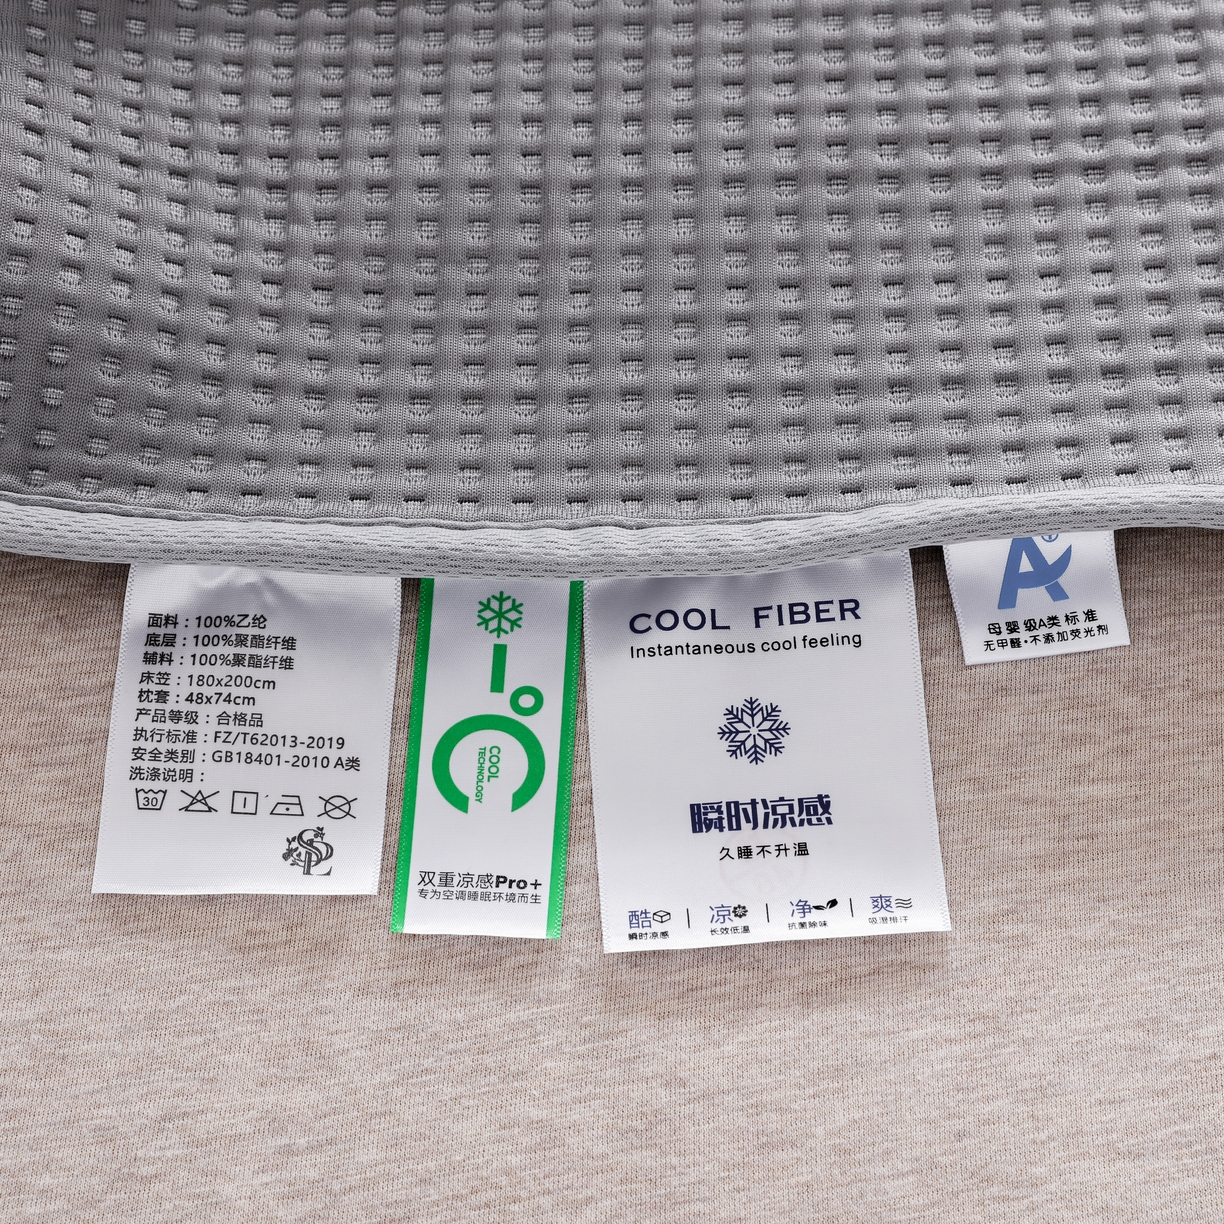 面料：100%乙纶
底层：100%聚酯纤维
辅料：100%聚酯纤维
床笠：180x200cm
枕套：48x74cm
产品等级：合格品
执行标准：FZ/T62013-2019
安全类别：GB18401-2010 A类
洗涤说明：
30
COOL
TECHNOLOGY
双重凉感Pro+
专为空调睡眠环境而生
COOL FIBER
Instantaneous cool feeling
瞬时凉感
久睡不升温
酷 凉 净 爽
瞬时凉感 长效低温 抗菌除味 吸湿排汗
A
母婴级A类标准
无甲醛·不添加荧光剂